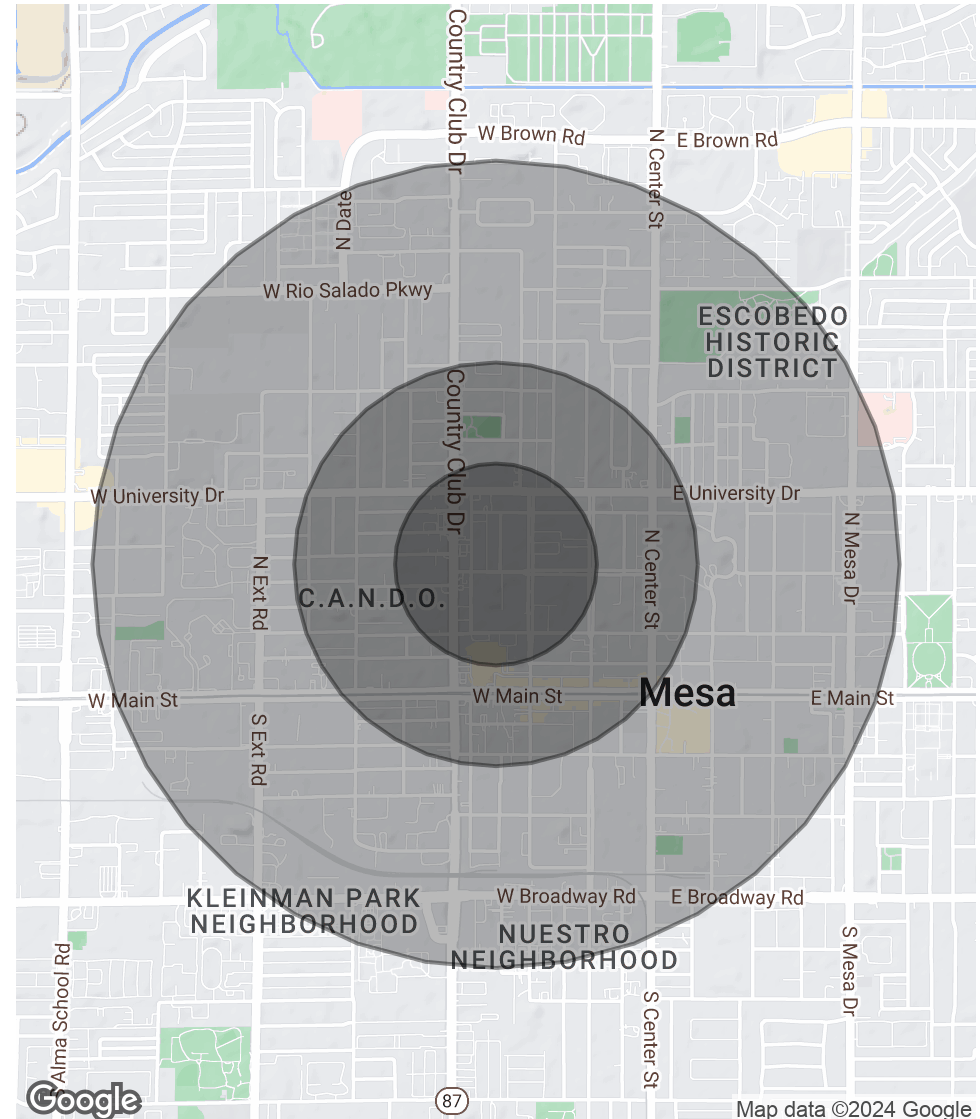 Country Club Dr
W Brown Rd
N Center St
E Brown Rd
N Date
W Rio Salado Pkwy
ESCOBEDO
HISTORIC
DISTRICT
Country Club Dr
W University Dr
E University Dr
N Ext Rd
N Center St
N Mesa Dr
C.A.N.D.O.
W Main St
W Main St
Mesa
E Main St
S Ext Rd
KLEINMAN PARK
NEIGHBORHOOD
W Broadway Rd
E Broadway Rd
NUESTRO
NEIGHBORHOOD
S Alma School Rd
S Mesa Dr
S Center St
Google
87
Map data ©2024 Google